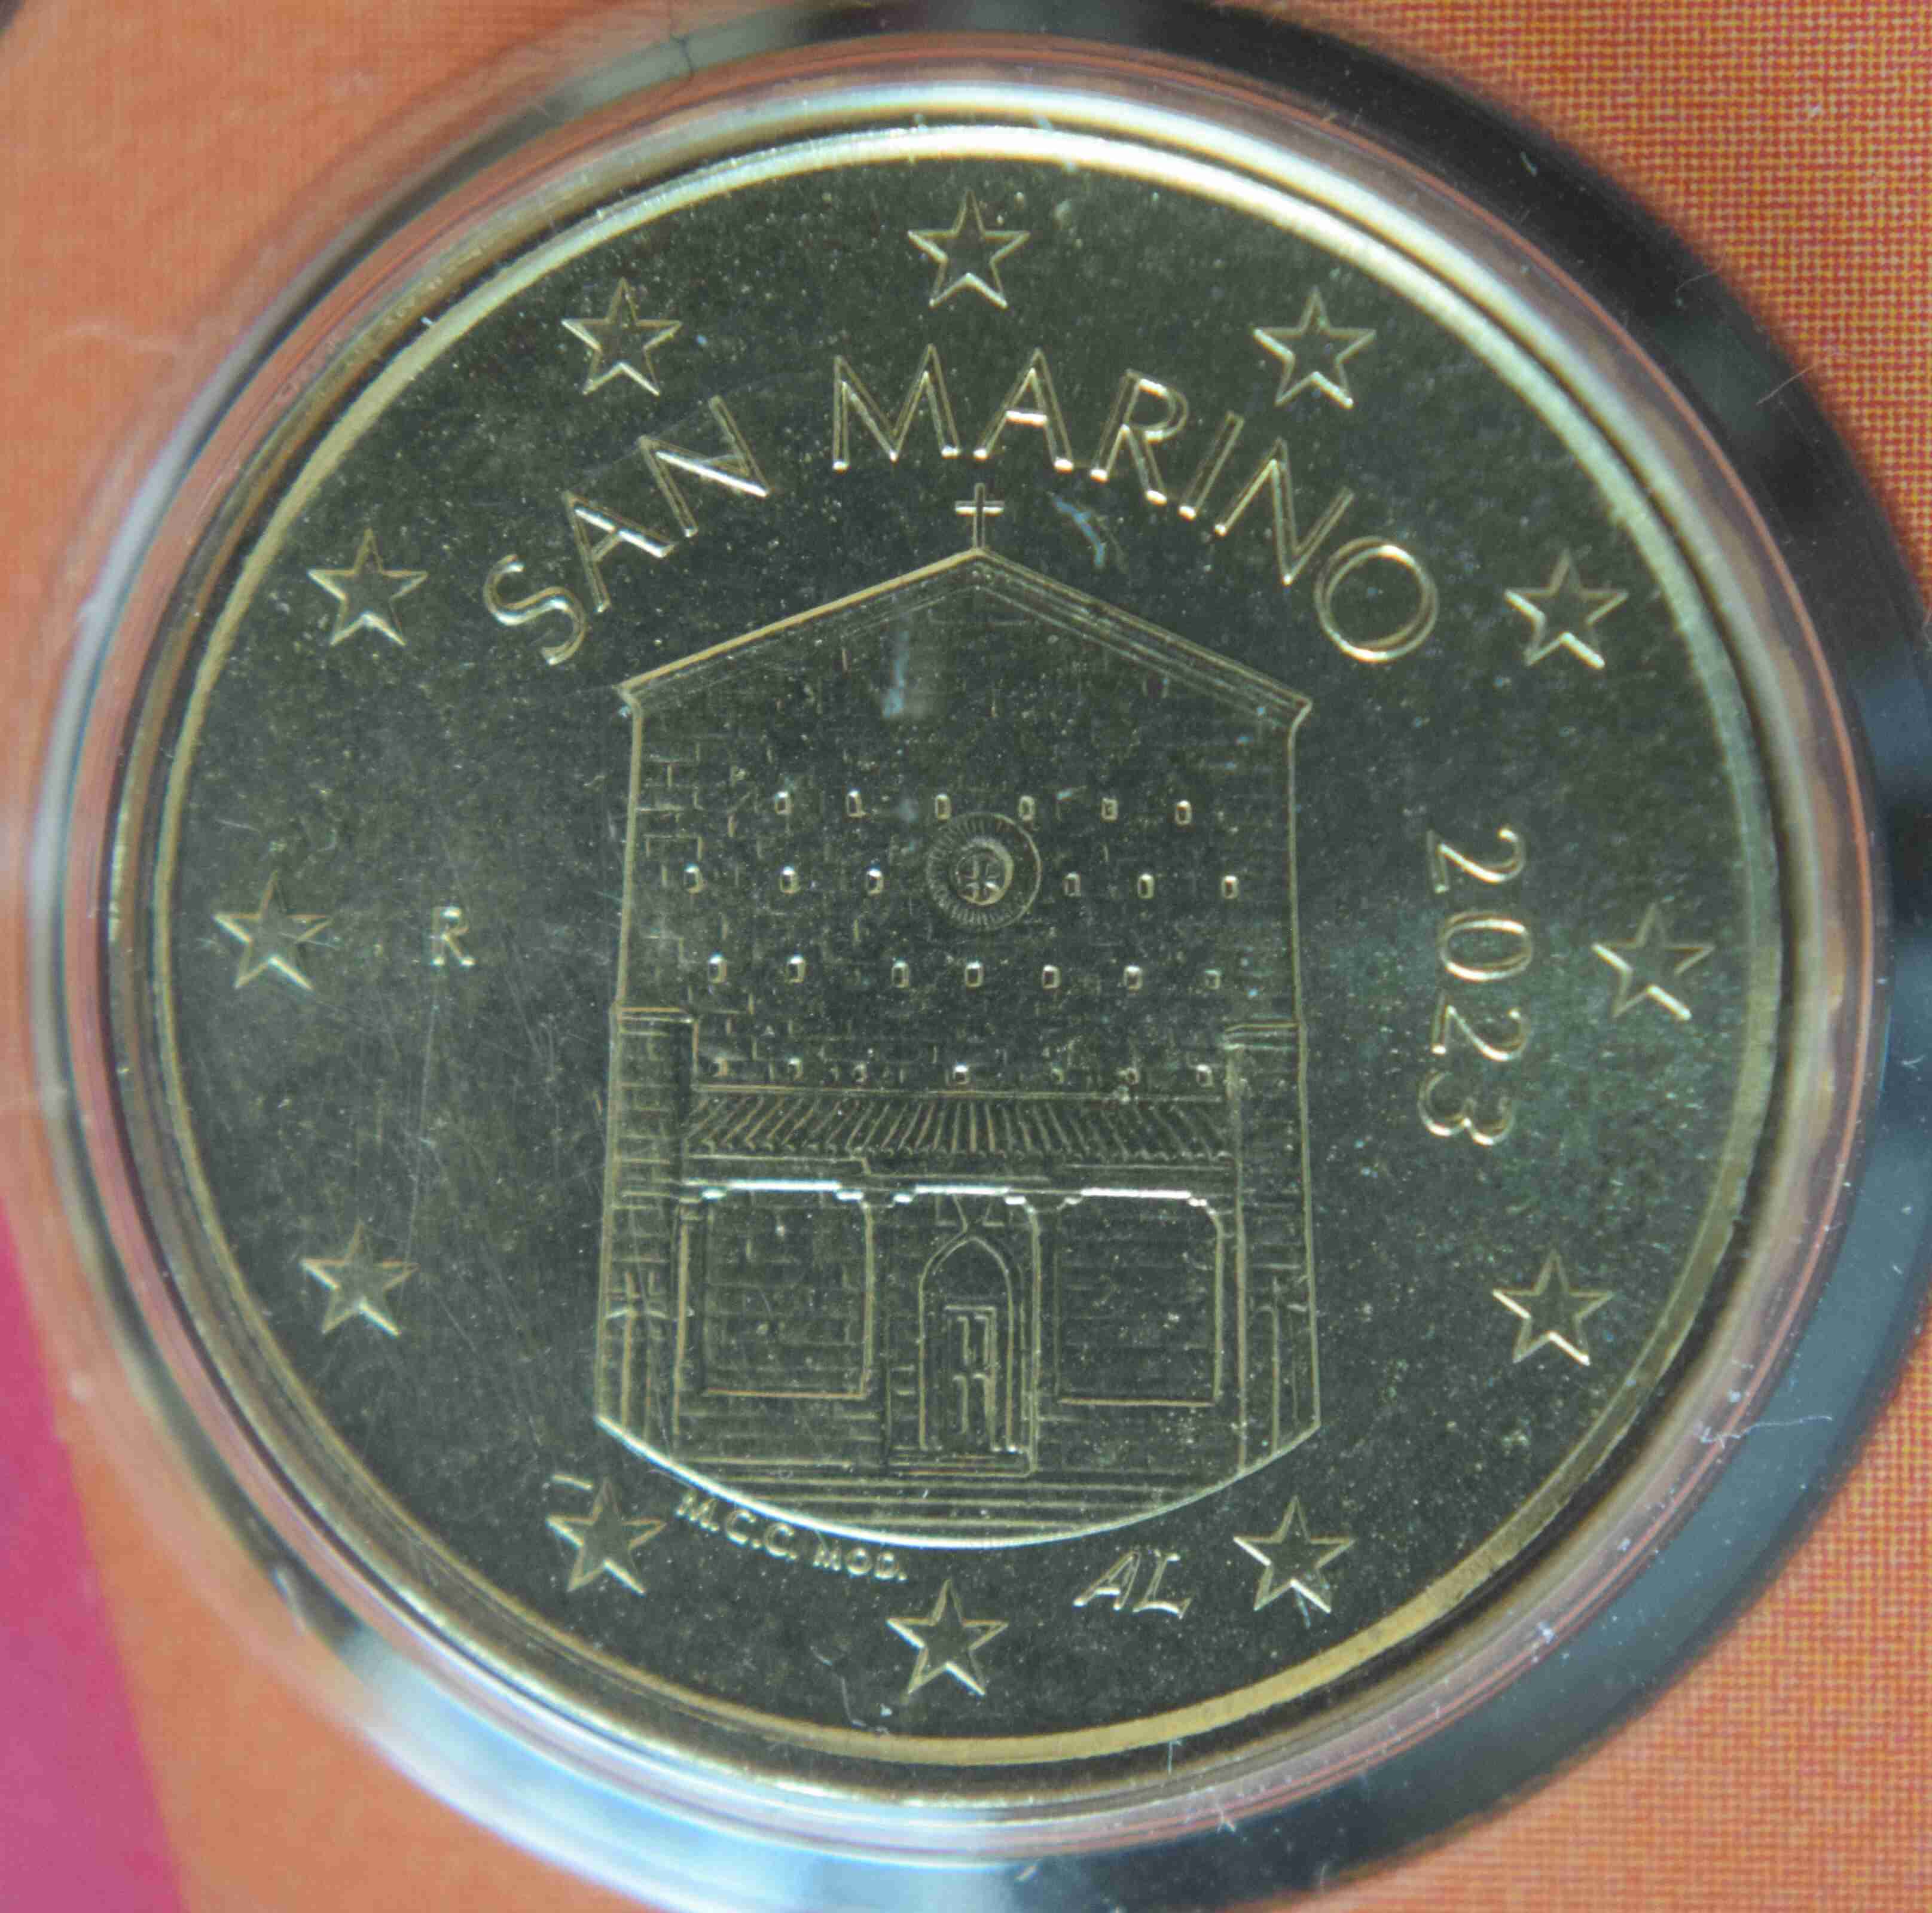 SAN MARINO
R
2023
M.C.C. MOD.
AL